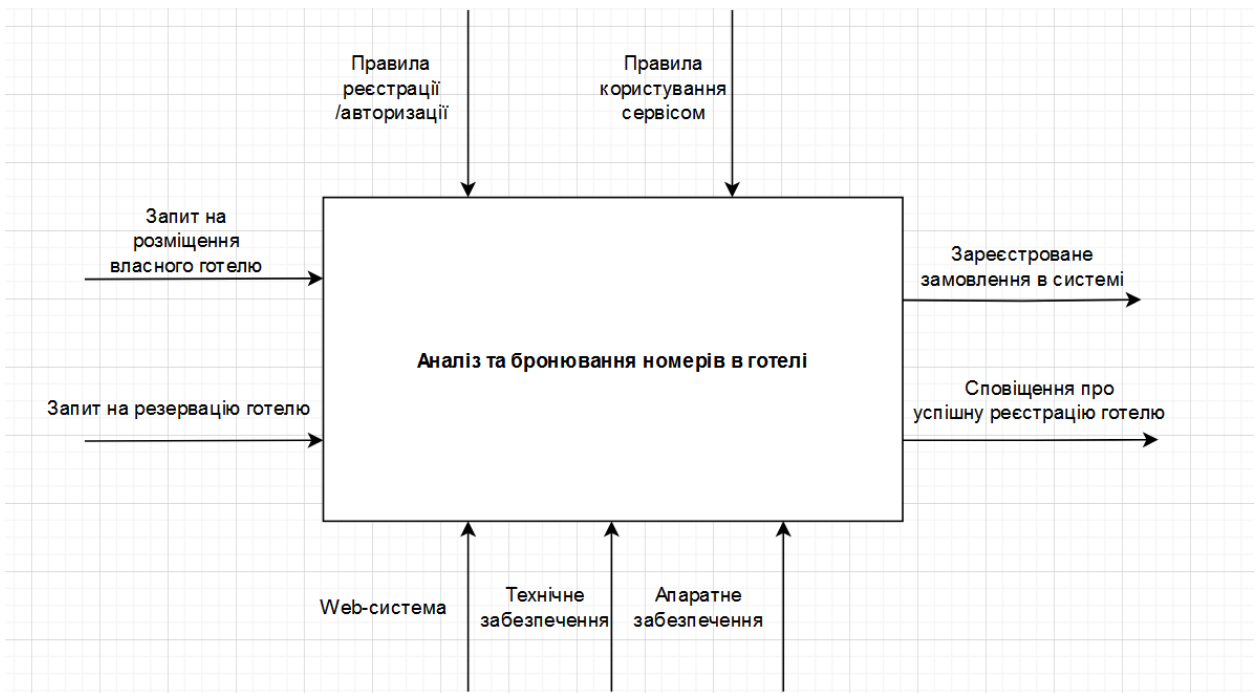 Правила
реєстрації
/авторизації
Правила
користування
сервісом
Запит на
розміщення
власного готелю
Зареєстроване
замовлення в системі
Аналіз та бронювання номерів в готелі
Запит на резервацію готелю
Сповіщення про
успішну реєстрацію готелю
Web-система
Технічне
забезпечення
Апаратне
забезпечення